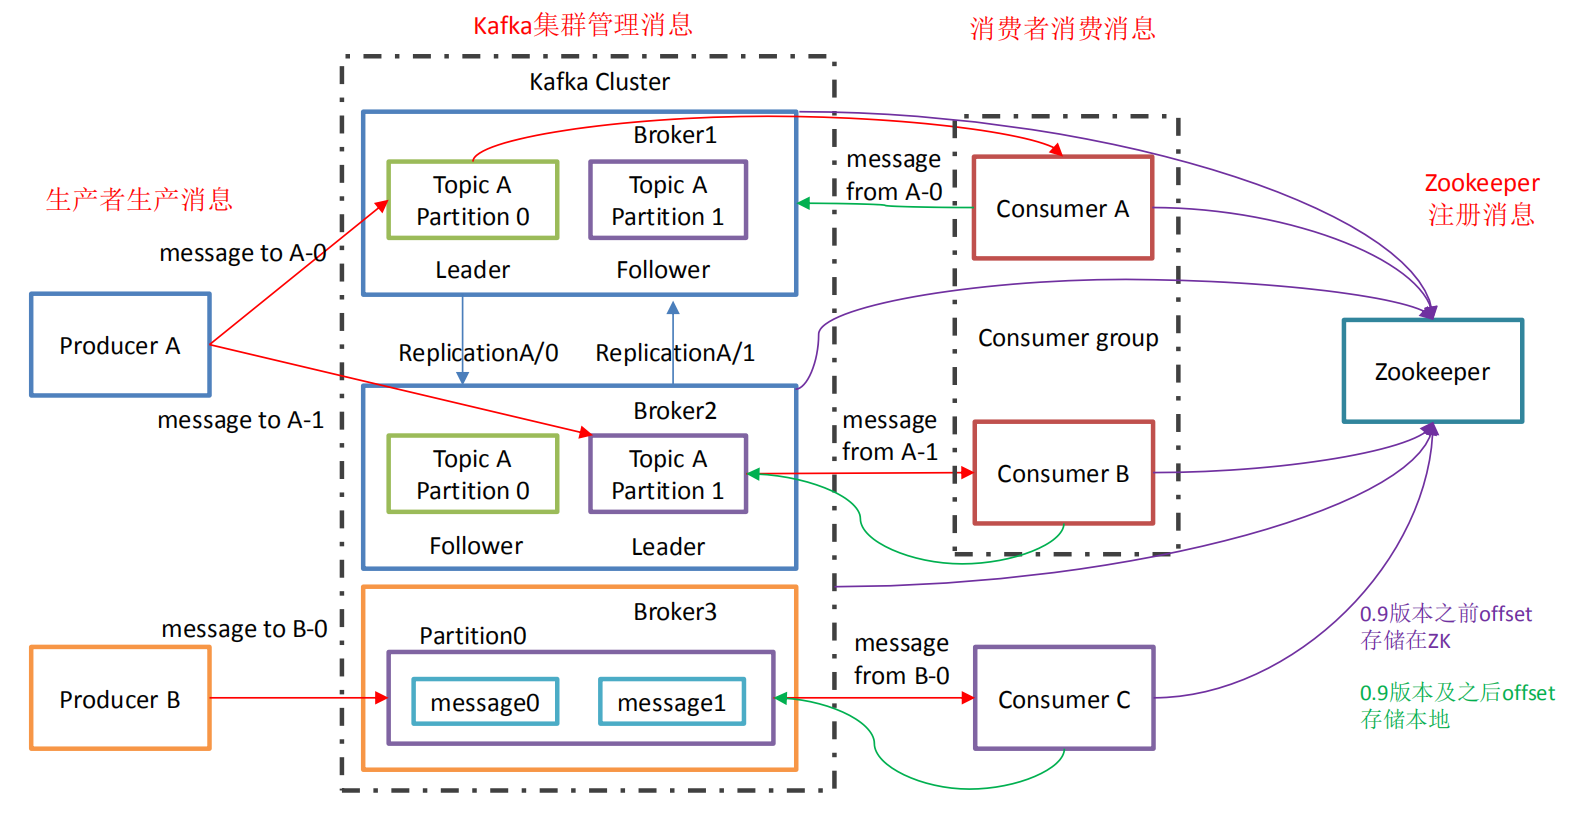 Kafka集群管理消息
消费者消费消息
Kafka Cluster
Broker1
Topic A
Partition 0
Topic A
Partition 1
Leader
Follower
生产者生产消息
message to A-0
Producer A
message to A-1
ReplicationA/0
ReplicationA/1
message
from A-0
Consumer A
Consumer group
Zookeeper
注册消息
Zookeeper
Broker2
Topic A
Partition 0
Topic A
Partition 1
Follower
Leader
message
from A-1
Consumer B
message to B-0
Producer B
Broker3
Partition0
message0
message1
message
from B-0
Consumer C
0.9版本之前offset
存储在ZK
0.9版本及之后offset
存储本地